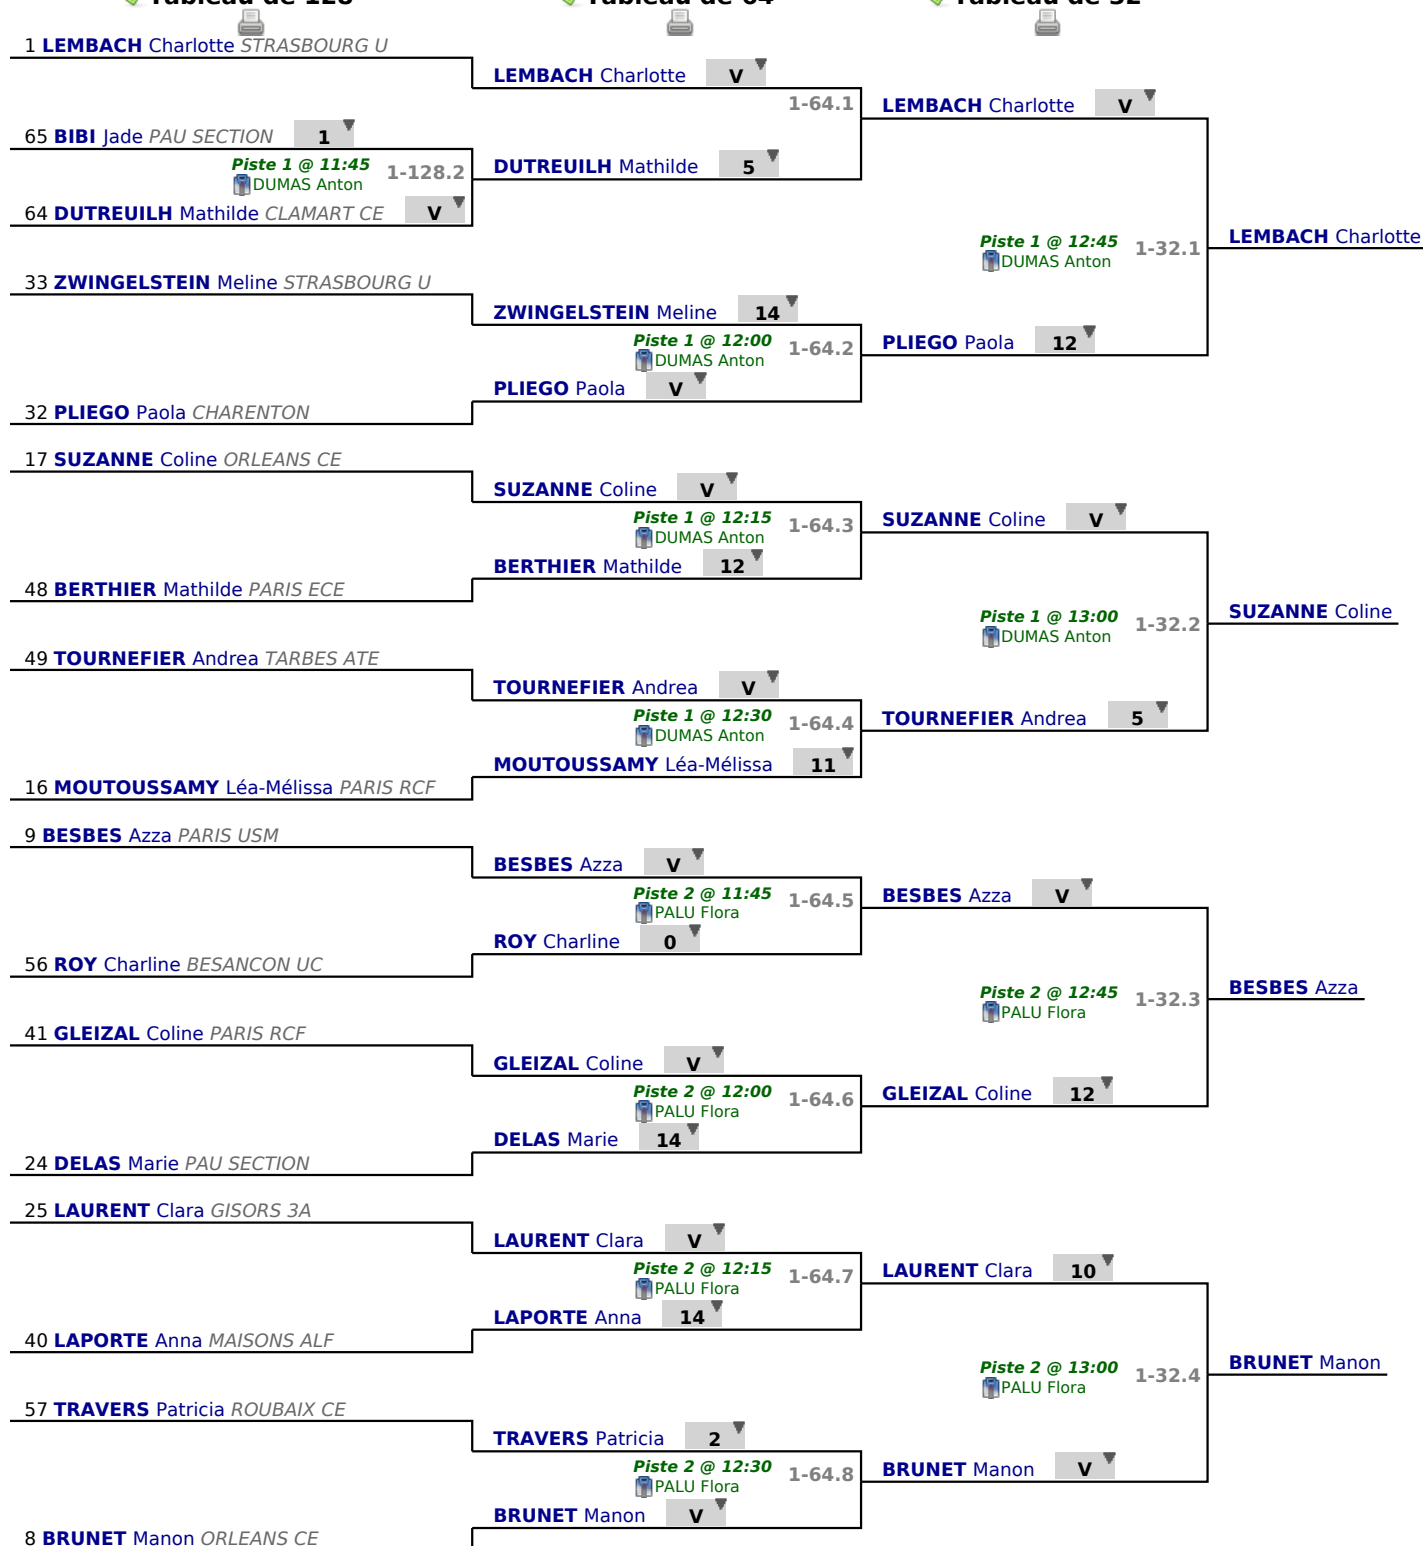 Tableau de 128
Tableau de 64
Tableau de 32
1 LEMBACH Charlotte STRASBOURG U
LEMBACH Charlotte V
1-64.1
LEMBACH Charlotte V
65 BIBI Jade PAU SECTION 1
Piste 1 @ 11:45
DUMAS Anton
1-128.2
DUTREUILH Mathilde 5
64 DUTREUILH Mathilde CLAMART CE V
Piste 1 @ 12:45
DUMAS Anton
1-32.1
LEMBACH Charlotte
33 ZWINGELSTEIN Meline STRASBOURG U
ZWINGELSTEIN Meline 14
Piste 1 @ 12:00
DUMAS Anton
1-64.2
PLIEGO Paola 12
PLIEGO Paola V
32 PLIEGO Paola CHARENTON
17 SUZANNE Coline ORLEANS CE
SUZANNE Coline V
Piste 1 @ 12:15
DUMAS Anton
1-64.3
SUZANNE Coline V
BERTHIER Mathilde 12
48 BERTHIER Mathilde PARIS ECE
Piste 1 @ 13:00
DUMAS Anton
1-32.2
SUZANNE Coline
49 TOURNEFIER Andrea TARBES ATE
TOURNEFIER Andrea V
Piste 1 @ 12:30
DUMAS Anton
1-64.4
TOURNEFIER Andrea 5
MOUTOUSSAMY Léa-Mélissa 11
16 MOUTOUSSAMY Léa-Mélissa PARIS RCF
9 BESBES Azza PARIS USM
BESBES Azza V
Piste 2 @ 11:45
PALU Flora
1-64.5
BESBES Azza V
ROY Charline 0
56 ROY Charline BESANCON UC
Piste 2 @ 12:45
PALU Flora
1-32.3
BESBES Azza
41 GLEIZAL Coline PARIS RCF
GLEIZAL Coline V
Piste 2 @ 12:00
PALU Flora
1-64.6
GLEIZAL Coline 12
DELAS Marie 14
24 DELAS Marie PAU SECTION
25 LAURENT Clara GISORS 3A
LAURENT Clara V
Piste 2 @ 12:15
PALU Flora
1-64.7
LAURENT Clara 10
LAPORTE Anna 14
40 LAPORTE Anna MAISONS ALF
Piste 2 @ 13:00
PALU Flora
1-32.4
BRUNET Manon
57 TRAVERS Patricia ROUBAIX CE
TRAVERS Patricia 2
Piste 2 @ 12:30
PALU Flora
1-64.8
BRUNET Manon V
BRUNET Manon V
8 BRUNET Manon ORLEANS CE